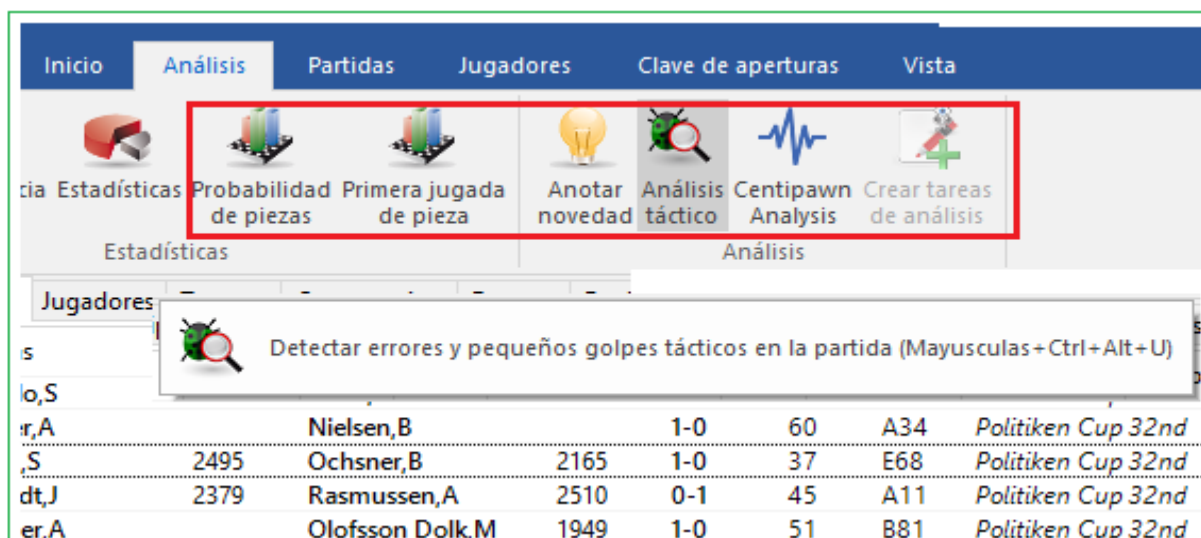 Inicio Análisis Partidas Jugadores Clave de aperturas Vista
cia Estadísticas Probabilidad de piezas Primera jugada de pieza Anotar novedad Análisis táctico Centipawn Analysis Crear tareas de análisis
Estadísticas Análisis
Jugadores
Detectar errores y pequeños golpes tácticos en la partida (Mayusculas+Ctrl+Alt+U)
lo,S
er,A Nielsen,B 1-0 60 A34 Politiken Cup 32nd
,S 2495 Ochsner,B 2165 1-0 37 E68 Politiken Cup 32nd
dt,J 2379 Rasmussen,A 2510 0-1 45 A11 Politiken Cup 32nd
er,A Olofsson Dolk,M 1949 1-0 51 B81 Politiken Cup 32nd